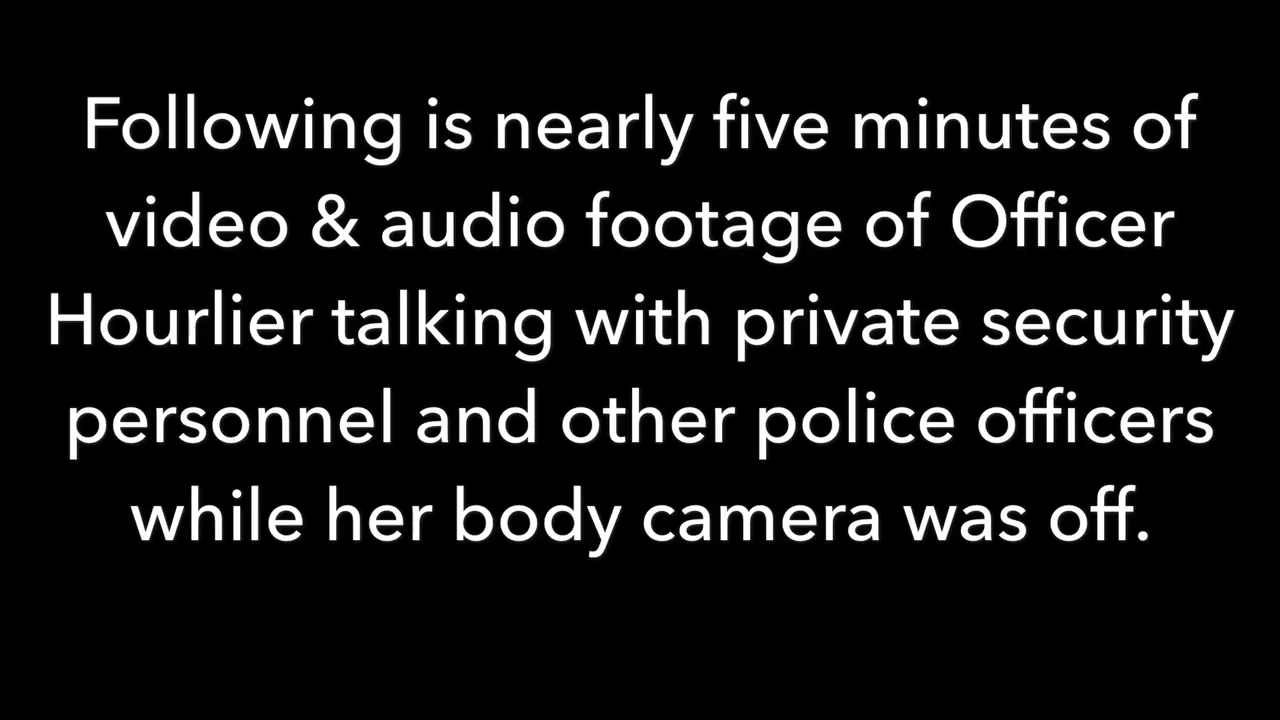 Following is nearly five minutes of
video & audio footage of Officer
Hourlier talking with private security
personnel and other police officers
while her body camera was off.